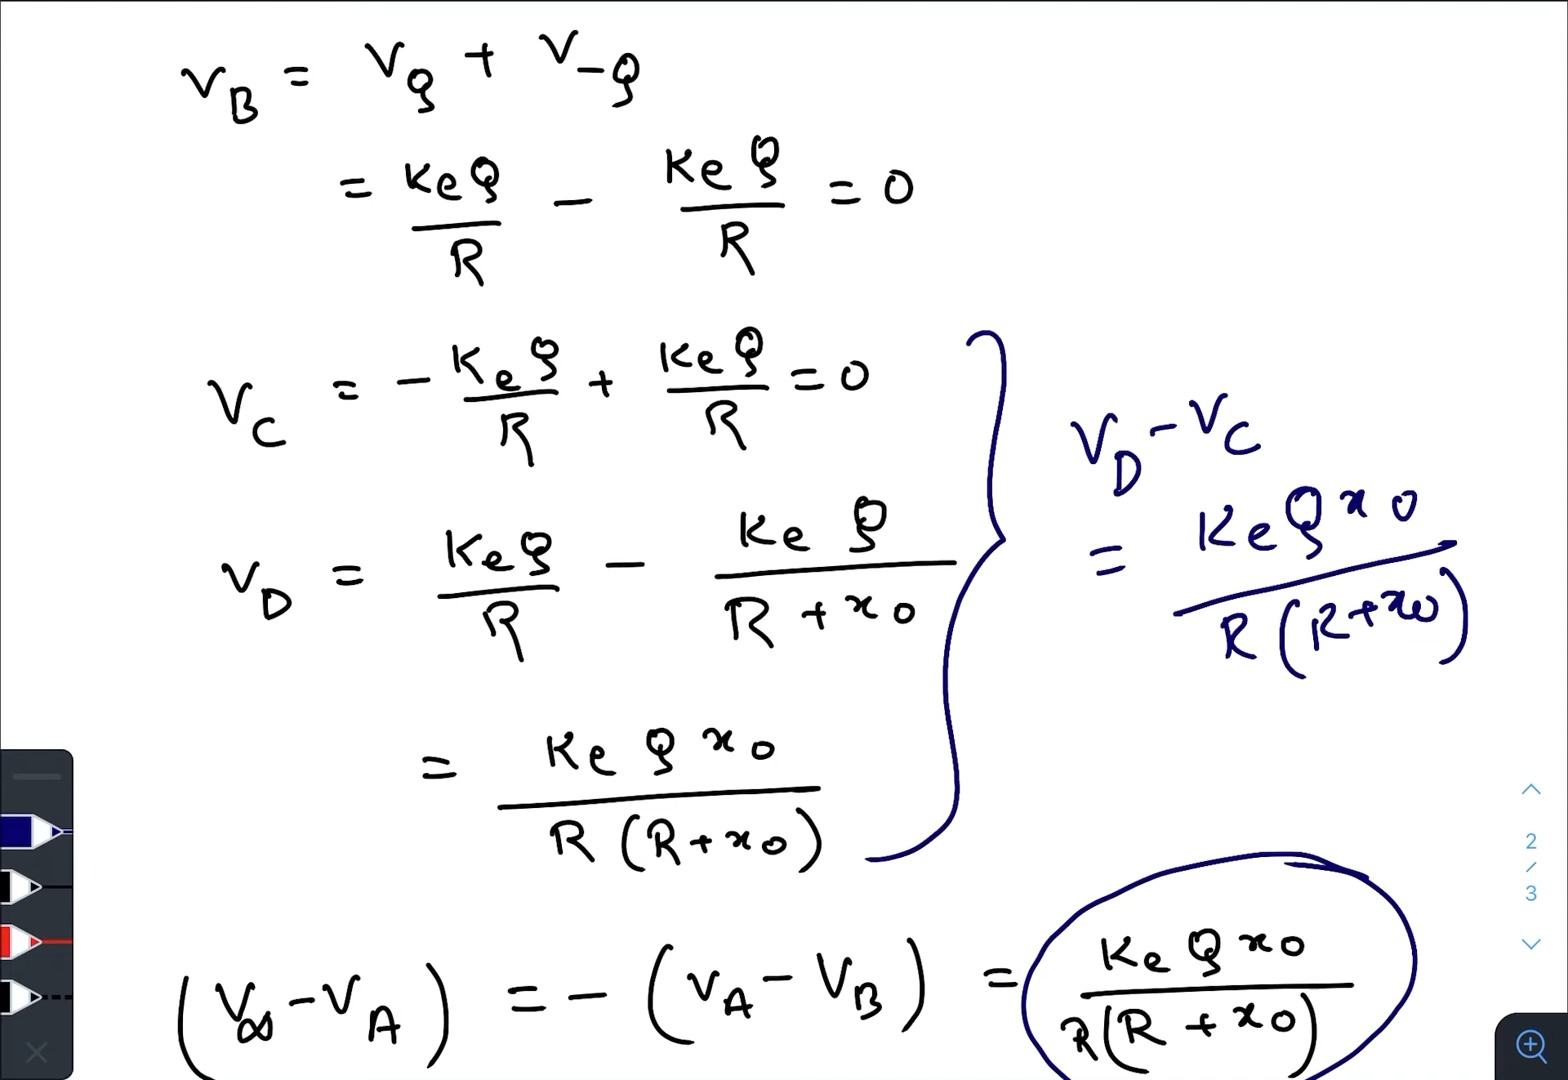 V_B = V_Q + V_-Q
= KeQ/R - KeQ/R = 0
V_C = - KeQ/R + KeQ/R = 0
V_D = KeQ/R - KeQ/(R + x0)
= KeQx0/(R(R+x0))
V_D - V_C
= KeQx0/(R(R+x0))
(V_∞ - V_A) = - (V_A - V_B) = KeQx0/(R(R + x0))
2
/
3